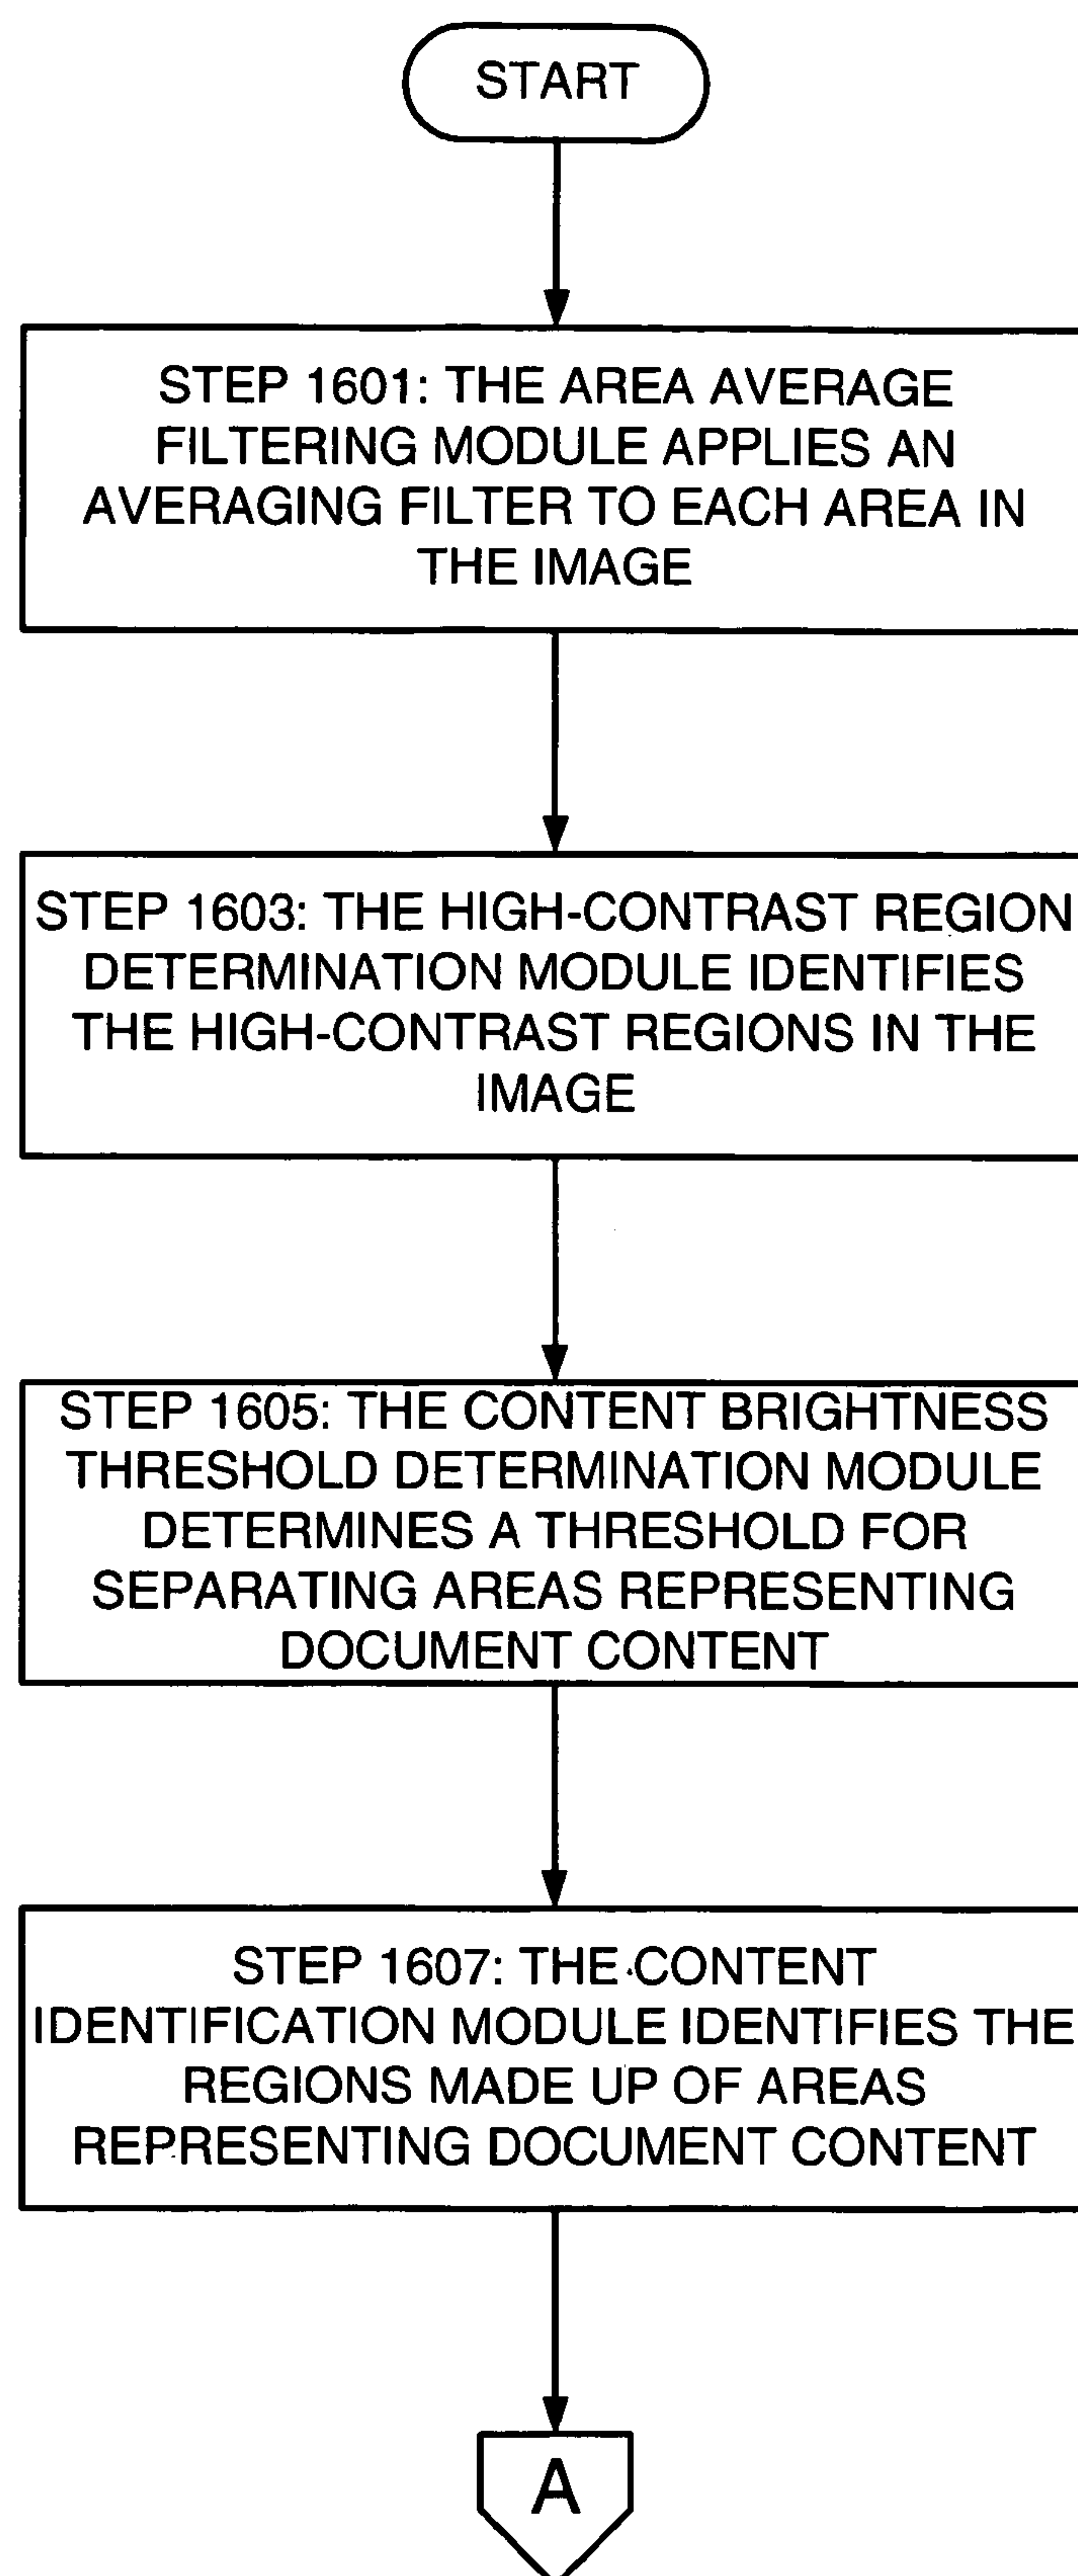 START
STEP 1601: THE AREA AVERAGE
FILTERING MODULE APPLIES AN
AVERAGING FILTER TO EACH AREA IN
THE IMAGE
STEP 1603: THE HIGH-CONTRAST REGION
DETERMINATION MODULE IDENTIFIES
THE HIGH-CONTRAST REGIONS IN THE
IMAGE
STEP 1605: THE CONTENT BRIGHTNESS
THRESHOLD DETERMINATION MODULE
DETERMINES A THRESHOLD FOR
SEPARATING AREAS REPRESENTING
DOCUMENT CONTENT
STEP 1607: THE CONTENT
IDENTIFICATION MODULE IDENTIFIES THE
REGIONS MADE UP OF AREAS
REPRESENTING DOCUMENT CONTENT
A